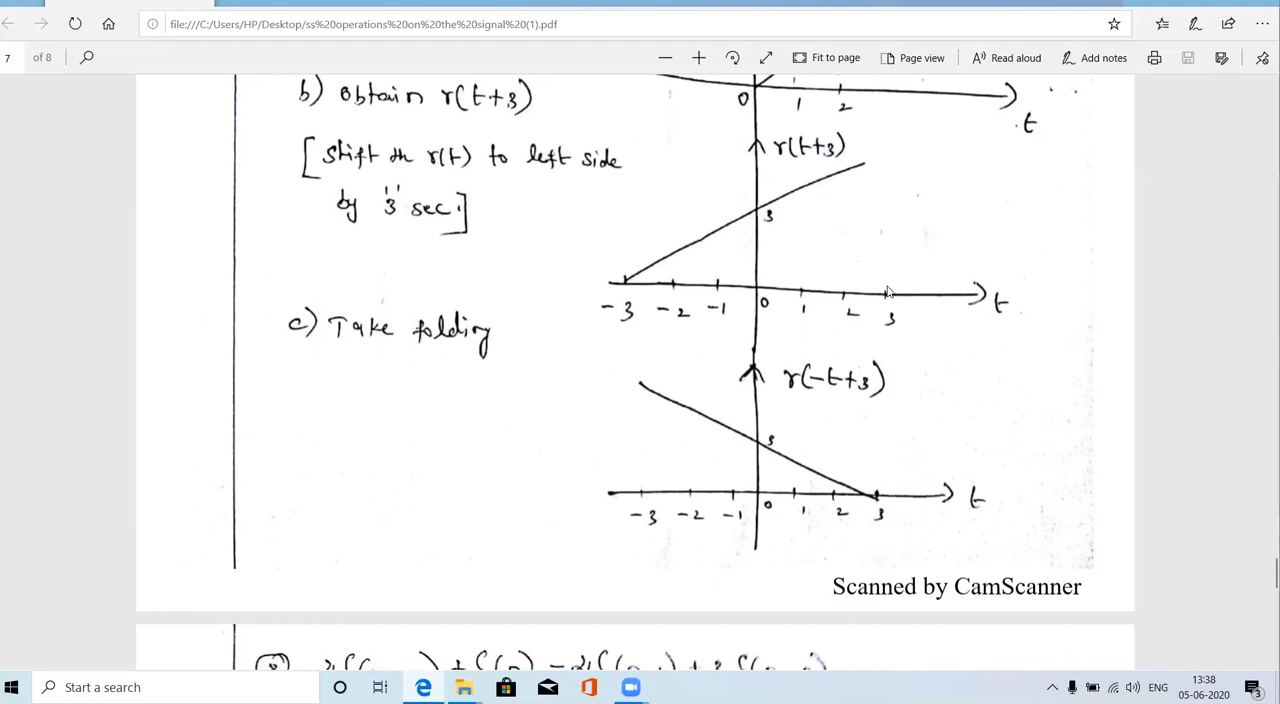 file:///C:/Users/HP/Desktop/ss%20operations%20on%20the%20signal%20(1).pdf
7 of 8 Fit to page Page view Read aloud Add notes
b) Obtain r(t+3)
0 1 2
t
[shift the r(t) to left side
by "3 sec.]
r(t+3)
3
-3 -2 -1 0 1 2 3 t
c) Take folding
r(-t+3)
3
-3 -2 -1 0 1 2 3 t
Scanned by CamScanner
Start a search
ENG
13:38
05-06-2020
3